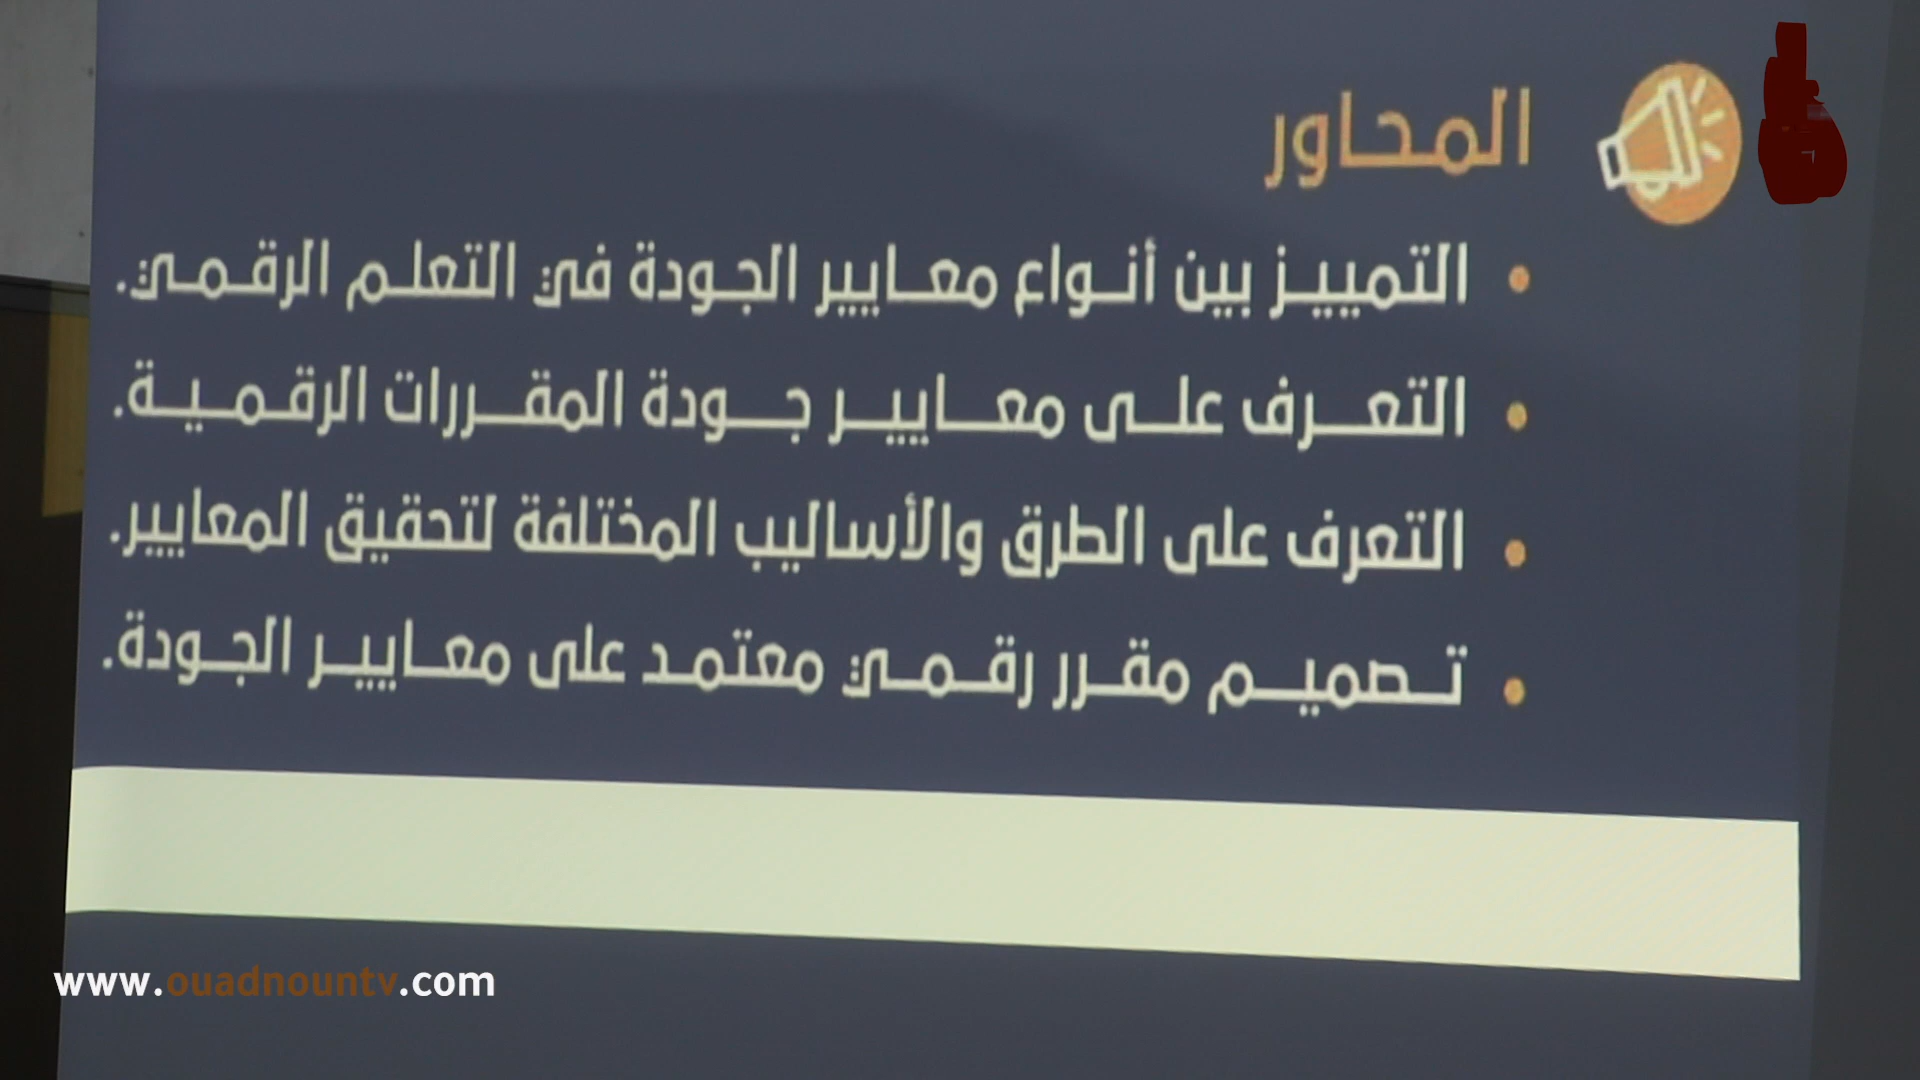 المحاور
• التمييز بين أنواع معايير الجودة في التعلم الرقمي.
• التعرف على معايير جودة المقررات الرقمية.
• التعرف على الطرق والأساليب المختلفة لتحقيق المعايير.
• تصميم مقرر رقمي معتمد على معايير الجودة.
www.ouadnountv.com